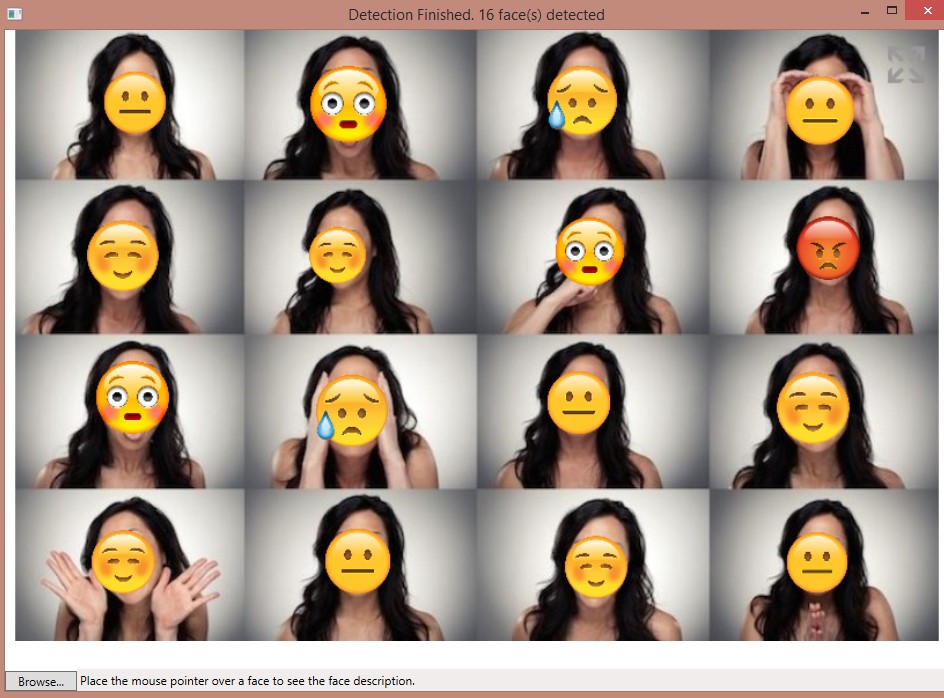 Detection Finished. 16 face(s) detected
Browse... Place the mouse pointer over a face to see the face description.